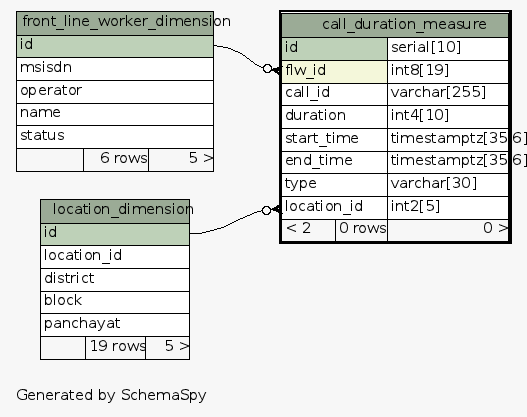 front_line_worker_dimension
id
msisdn
operator
name
status
6 rows 5 >
call_duration_measure
id serial[10]
flw_id int8[19]
call_id varchar[255]
duration int4[10]
start_time timestamptz[35,6]
end_time timestamptz[35,6]
type varchar[30]
location_id int2[5]
< 2 0 rows 0 >
location_dimension
id
location_id
district
block
panchayat
19 rows 5 >
Generated by SchemaSpy